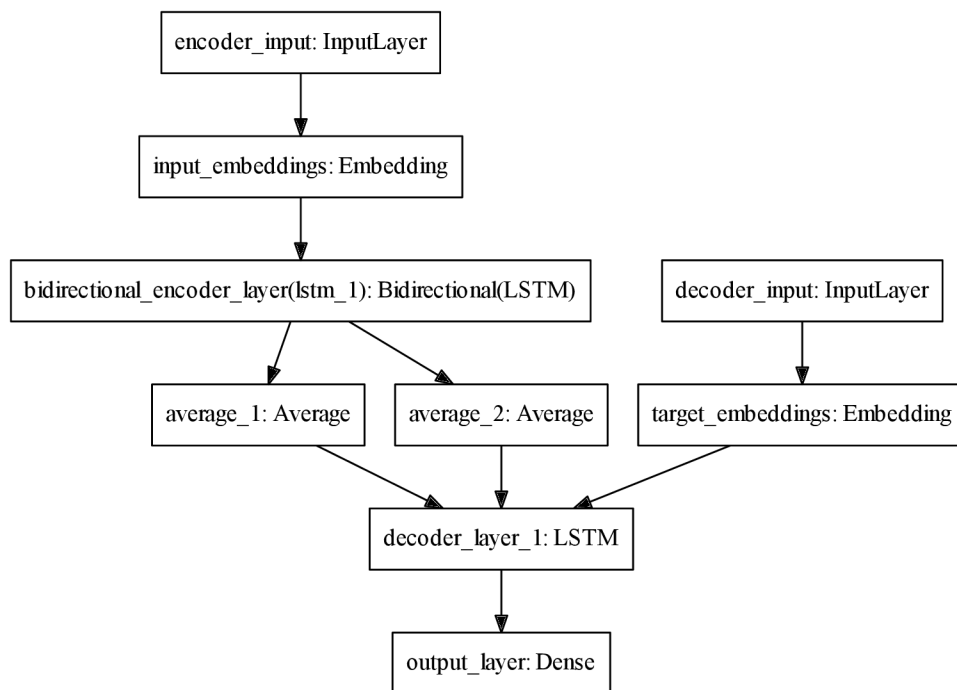 encoder_input: InputLayer
input_embeddings: Embedding
bidirectional_encoder_layer(lstm_1): Bidirectional(LSTM)
decoder_input: InputLayer
average_1: Average
average_2: Average
target_embeddings: Embedding
decoder_layer_1: LSTM
output_layer: Dense